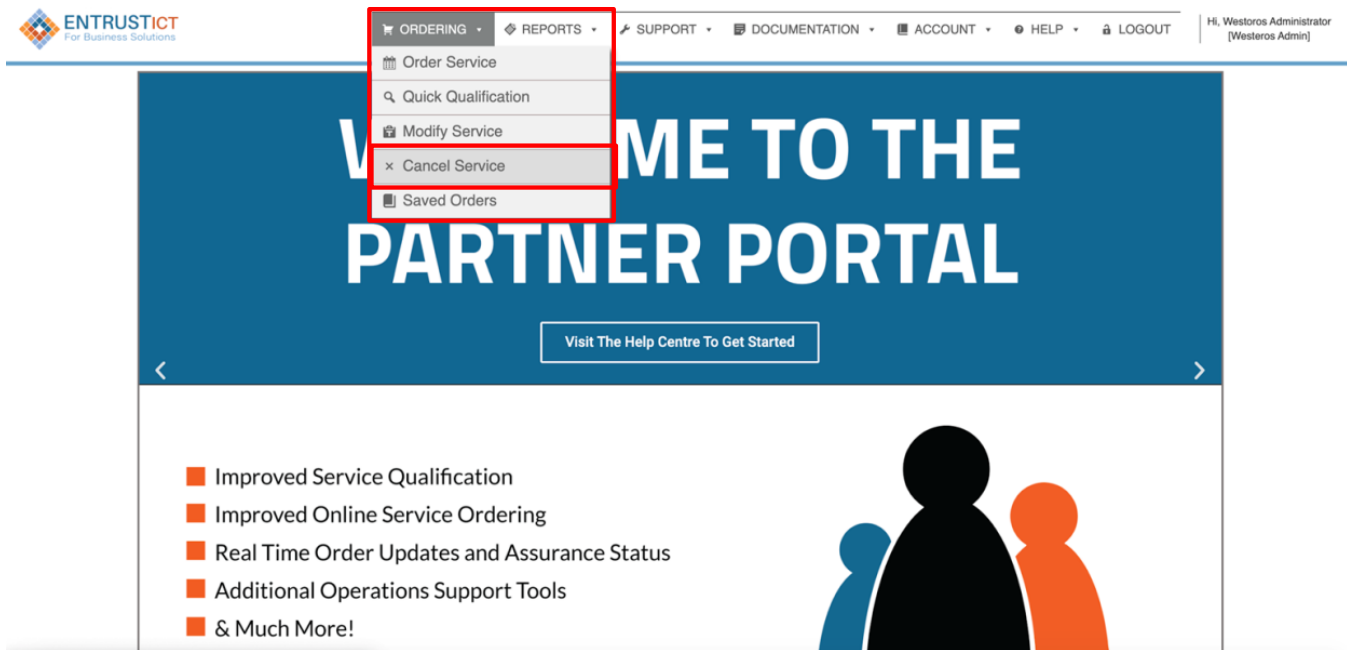 ENTRUSTICT
For Business Solutions
ORDERING
REPORTS
SUPPORT
DOCUMENTATION
ACCOUNT
HELP
LOGOUT
Hi, Westoros Administrator
[Westeros Admin]
Order Service
Quick Qualification
Modify Service
Cancel Service
Saved Orders
ME TO THE
PARTNER PORTAL
Visit The Help Centre To Get Started
Improved Service Qualification
Improved Online Service Ordering
Real Time Order Updates and Assurance Status
Additional Operations Support Tools
& Much More!